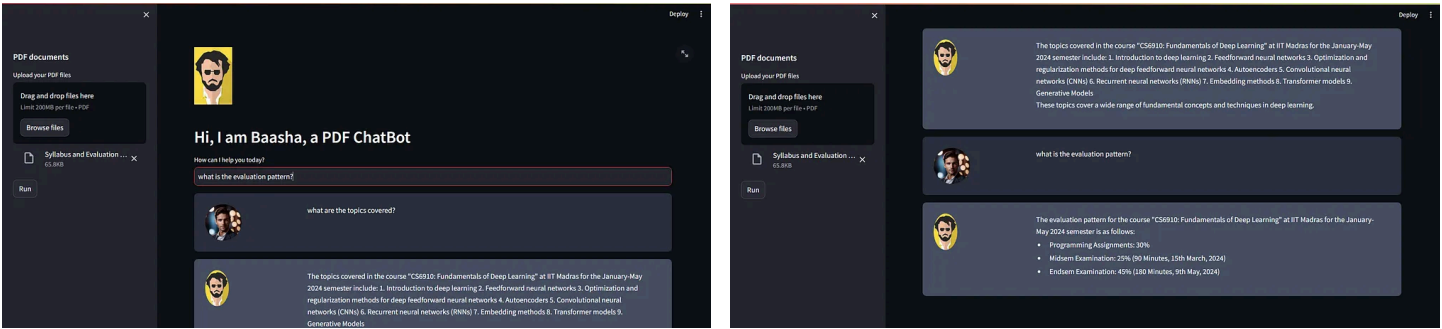 Deploy
PDF documents
Upload your PDF files
Drag and drop files here
Limit 200MB per file • PDF
Browse files
Syllabus and Evaluation ...
65.8KB
Run
Hi, I am Baasha, a PDF ChatBot
How can I help you today?
what is the evaluation pattern?
what are the topics covered?
The topics covered in the course "CS6910: Fundamentals of Deep Learning" at IIT Madras for the January-May
2024 semester include: 1. Introduction to deep learning 2. Feedforward neural networks 3. Optimization and
regularization methods for deep feedforward neural networks 4. Autoencoders 5. Convolutional neural
networks (CNNs) 6. Recurrent neural networks (RNNs) 7. Embedding methods 8. Transformer models 9.
Generative Models
Deploy
PDF documents
Upload your PDF files
Drag and drop files here
Limit 200MB per file • PDF
Browse files
Syllabus and Evaluation ...
65.8KB
Run
The topics covered in the course "CS6910: Fundamentals of Deep Learning" at IIT Madras for the January-May
2024 semester include: 1. Introduction to deep learning 2. Feedforward neural networks 3. Optimization and
regularization methods for deep feedforward neural networks 4. Autoencoders 5. Convolutional neural
networks (CNNs) 6. Recurrent neural networks (RNNs) 7. Embedding methods 8. Transformer models 9.
Generative Models
These topics cover a wide range of fundamental concepts and techniques in deep learning.
what is the evaluation pattern?
The evaluation pattern for the course "CS6910: Fundamentals of Deep Learning" at IIT Madras for the January-
May 2024 semester is as follows:
• Programming Assignments: 30%
• Midsem Examination: 25% (90 Minutes, 15th March, 2024)
• Endsem Examination: 45% (180 Minutes, 9th May, 2024)